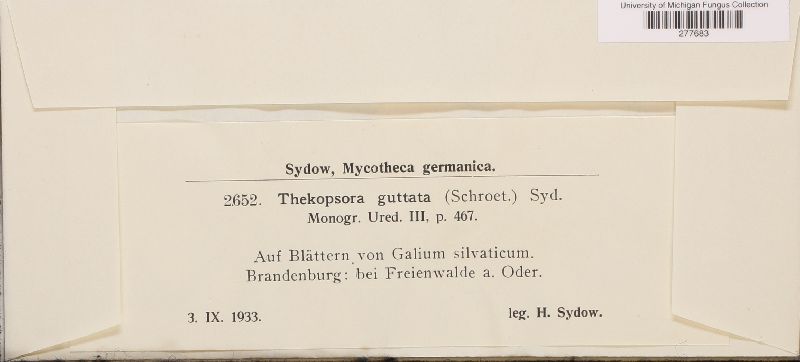 University of Michigan Fungus Collection
277683
Sydow, Mycotheca germanica.
2652. Thekopsora guttata (Schroet.) Syd.
Monogr. Ured. III, p. 467.
Auf Blättern von Galium silvaticum.
Brandenburg: bei Freienwalde a. Oder.
3. IX. 1933. leg. H. Sydow.